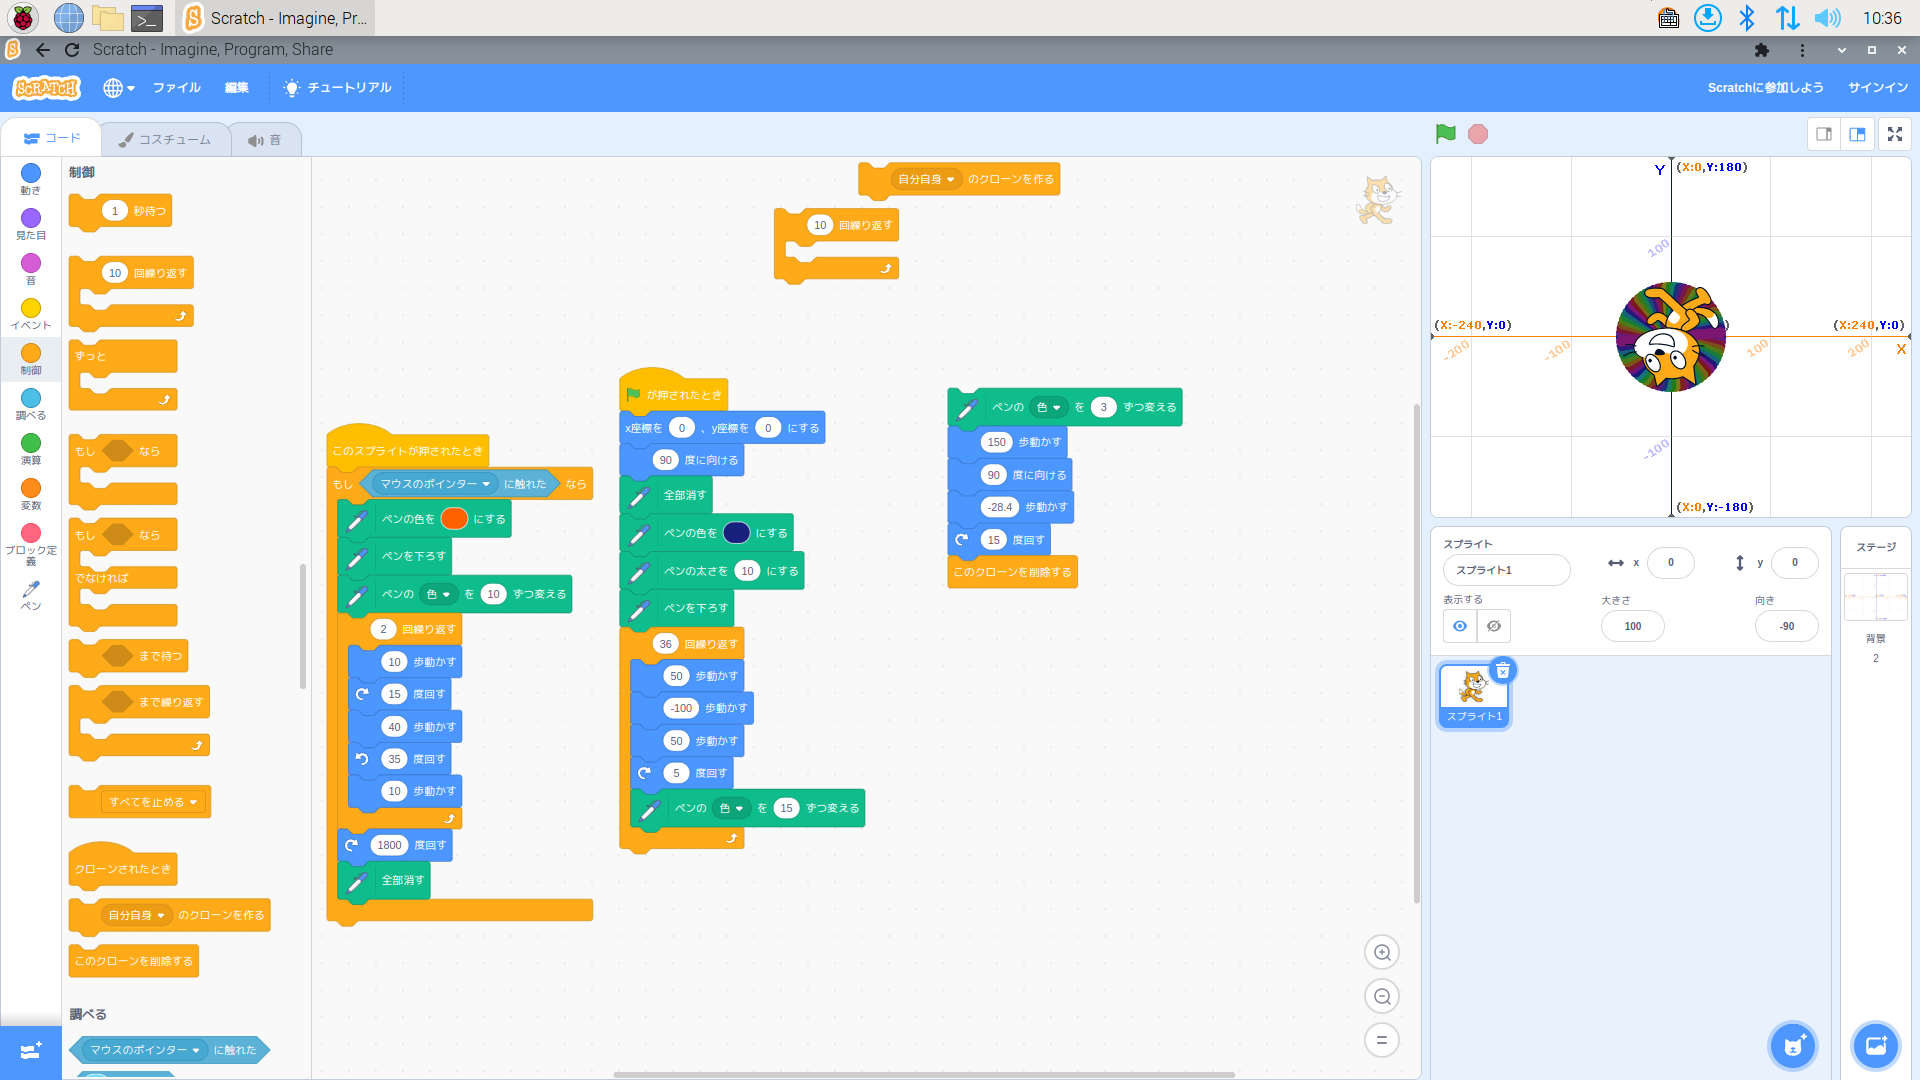 Scratch - Imagine, Pr...
10:36
Scratch - Imagine, Program, Share
SCRATCH
ファイル
編集
チュートリアル
Scratchに参加しよう
サインイン
コード
コスチューム
音
動き
見た目
音
イベント
制御
調べる
演算
変数
ブロック定義
ペン
制御
1 秒待つ
10 回繰り返す
ずっと
もし なら
もし なら
でなければ
まで待つ
まで繰り返す
すべてを止める
クローンされたとき
自分自身 のクローンを作る
このクローンを削除する
調べる
マウスのポインター に触れた
自分自身 のクローンを作る
10 回繰り返す
このスプライトが押されたとき
もし マウスのポインター に触れた なら
ペンの色を にする
ペンを下ろす
ペンの 色 を 10 ずつ変える
2 回繰り返す
10 歩動かす
15 度回す
40 歩動かす
35 度回す
10 歩動かす
1800 度回す
全部消す
が押されたとき
x座標を 0 、y座標を 0 にする
90 度に向ける
全部消す
ペンの色を にする
ペンの太さを 10 にする
ペンを下ろす
36 回繰り返す
50 歩動かす
-100 歩動かす
50 歩動かす
5 度回す
ペンの 色 を 15 ずつ変える
ペンの 色 を 3 ずつ変える
150 歩動かす
90 度に向ける
-28.4 歩動かす
15 度回す
このクローンを削除する
Y (X:0,Y:180)
100
(X:-240,Y:0)
(X:240,Y:0)
-200
-100
100
200
X
-100
(X:0,Y:-180)
スプライト
スプライト1
x 0
y 0
表示する
大きさ
100
向き
-90
スプライト1
ステージ
背景
2